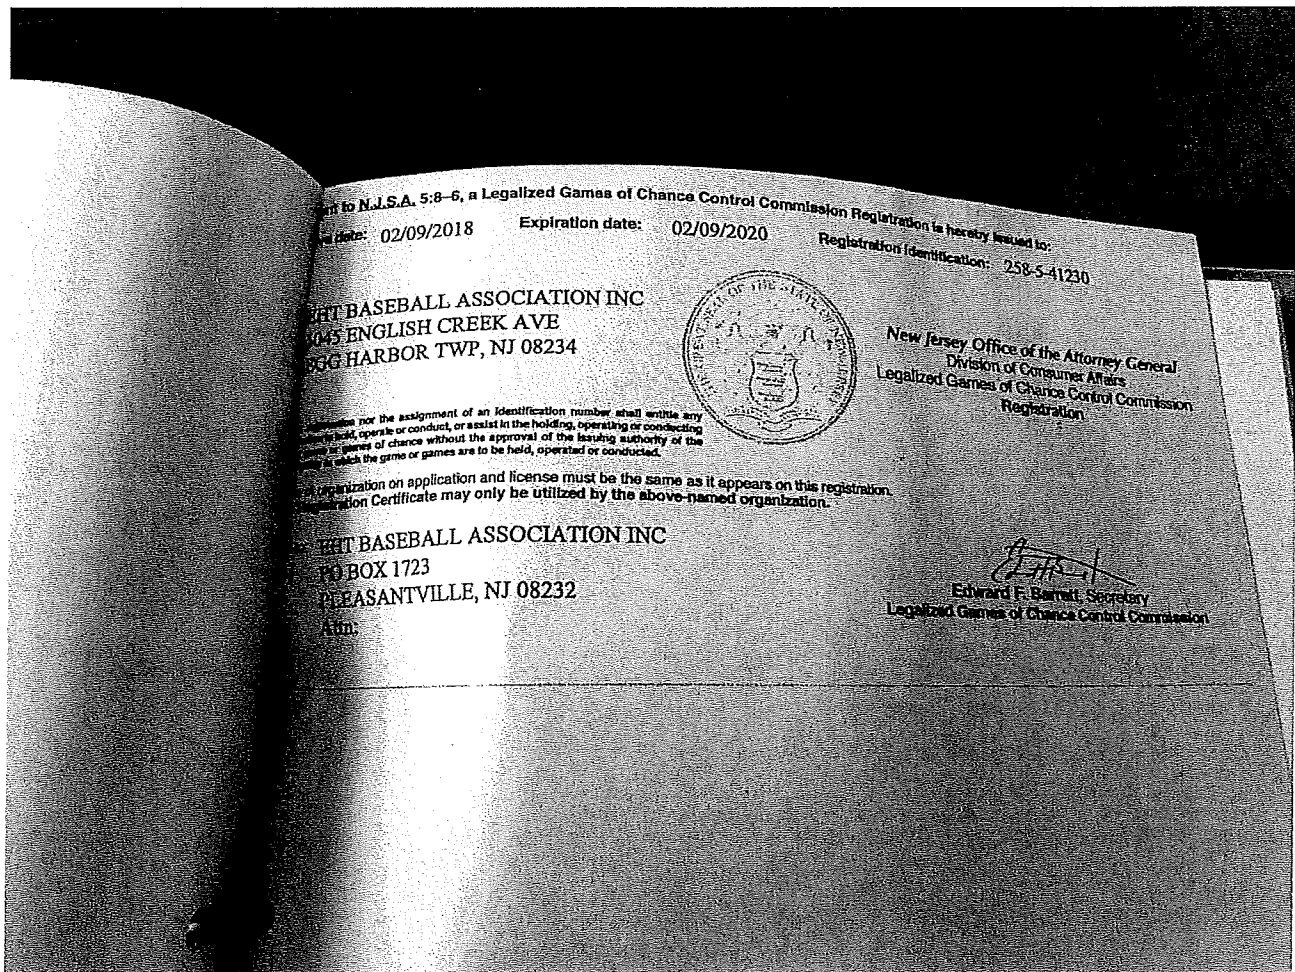 to N.J.S.A. 5:8–6, a Legalized Games of Chance Control Commission Registration is hereby issued to:
date: 02/09/2018 Expiration date: 02/09/2020 Registration Identification: 258-5-41230
EHT BASEBALL ASSOCIATION INC
ENGLISH CREEK AVE
EGG HARBOR TWP, NJ 08234
New Jersey Office of the Attorney General
Division of Consumer Affairs
Legalized Games of Chance Control Commission
Registration
nor the assignment of an identification number shall entitle any
hold, operate or conduct, or assist in the holding, operating or conducting
games of chance without the approval of the issuing authority of the
in which the game or games are to be held, operated or conducted.
organization on application and license must be the same as it appears on this registration.
Certificate may only be utilized by the above-named organization.
EHT BASEBALL ASSOCIATION INC
PO BOX 1723
PLEASANTVILLE, NJ 08232
Attn:
Edward F. Barrett, Secretary
Legalized Games of Chance Control Commission